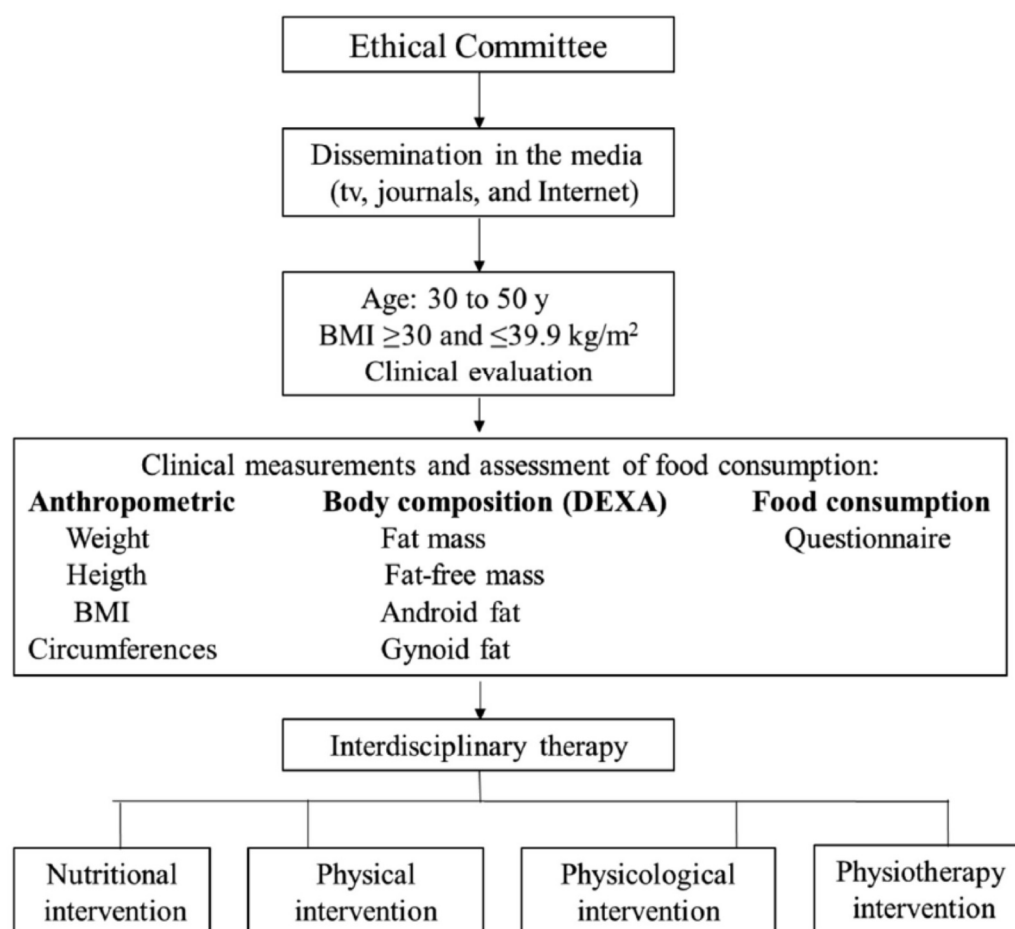 Ethical Committee
Dissemination in the media
(tv, journals, and Internet)
Age: 30 to 50 y
BMI ≥30 and ≤39.9 kg/m²
Clinical evaluation
Clinical measurements and assessment of food consumption:
Anthropometric Body composition (DEXA) Food consumption
Weight Fat mass Questionnaire
Heigth Fat-free mass
BMI Android fat
Circumferences Gynoid fat
Interdisciplinary therapy
Nutritional
intervention
Physical
intervention
Physicological
intervention
Physiotherapy
intervention